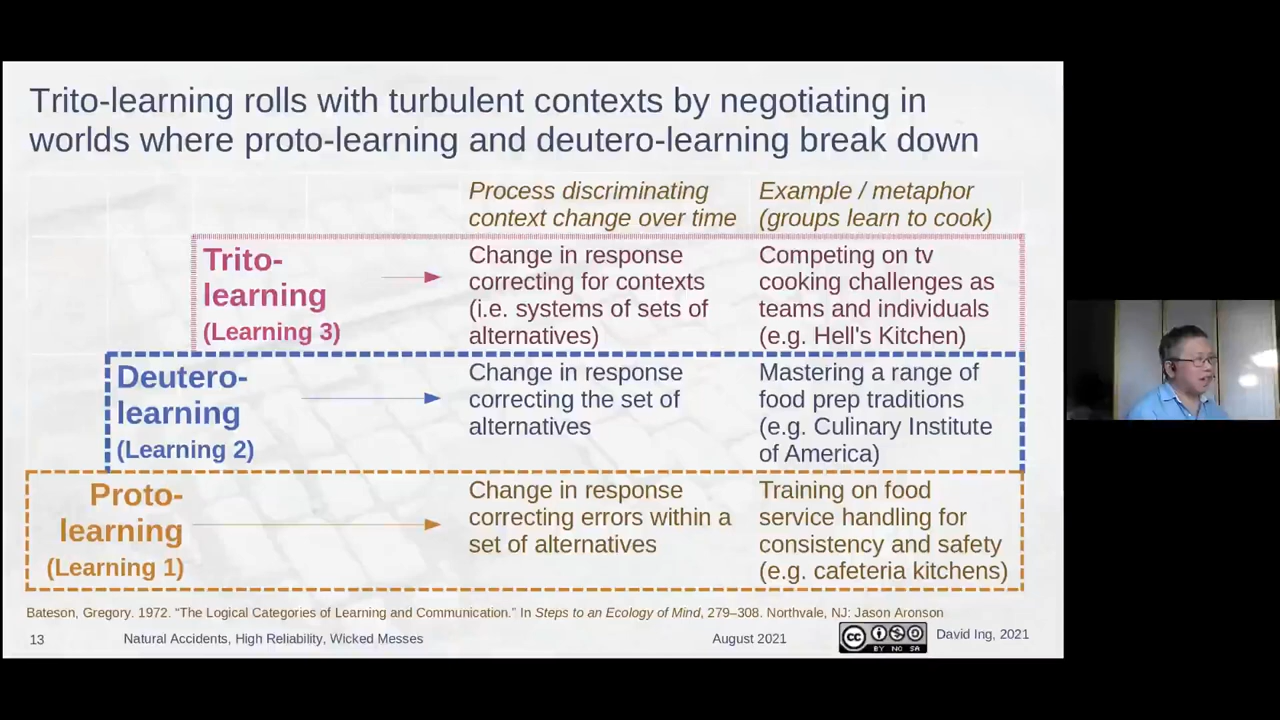 Trito-learning rolls with turbulent contexts by negotiating in
worlds where proto-learning and deutero-learning break down
Process discriminating
context change over time
Example / metaphor
(groups learn to cook)
Trito-
learning
(Learning 3)
Change in response
correcting for contexts
(i.e. systems of sets of
alternatives)
Competing on tv
cooking challenges as
teams and individuals
(e.g. Hell's Kitchen)
Deutero-
learning
(Learning 2)
Change in response
correcting the set of
alternatives
Mastering a range of
food prep traditions
(e.g. Culinary Institute
of America)
Proto-
learning
(Learning 1)
Change in response
correcting errors within a
set of alternatives
Training on food
service handling for
consistency and safety
(e.g. cafeteria kitchens)
Bateson, Gregory. 1972. “The Logical Categories of Learning and Communication.” In Steps to an Ecology of Mind, 279–308. Northvale, NJ: Jason Aronson
13
Natural Accidents, High Reliability, Wicked Messes
August 2021
cc
BY NC SA
David Ing, 2021